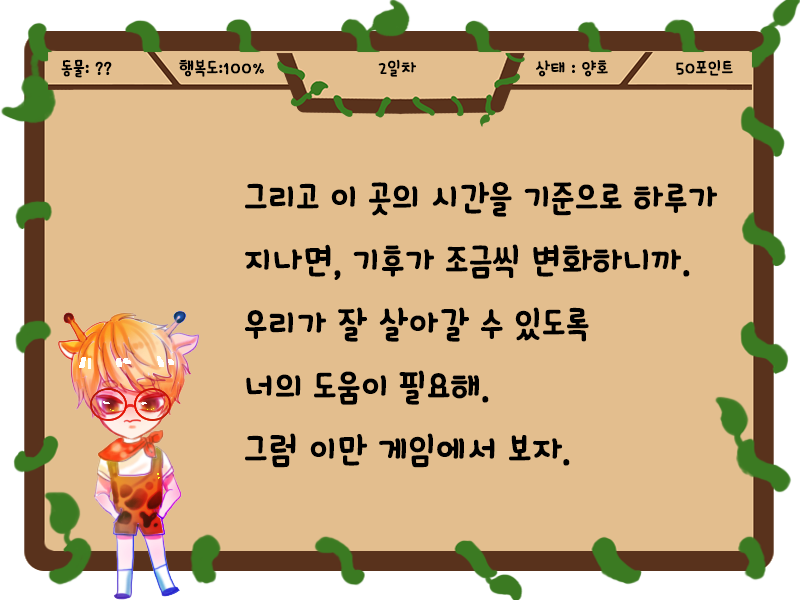 동물: ?? 행복도:100% 2일차 상태 : 양호 50포인트
그리고 이 곳의 시간을 기준으로 하루가
지나면, 기후가 조금씩 변화하니까.
우리가 잘 살아갈 수 있도록
너의 도움이 필요해.
그럼 이만 게임에서 보자.